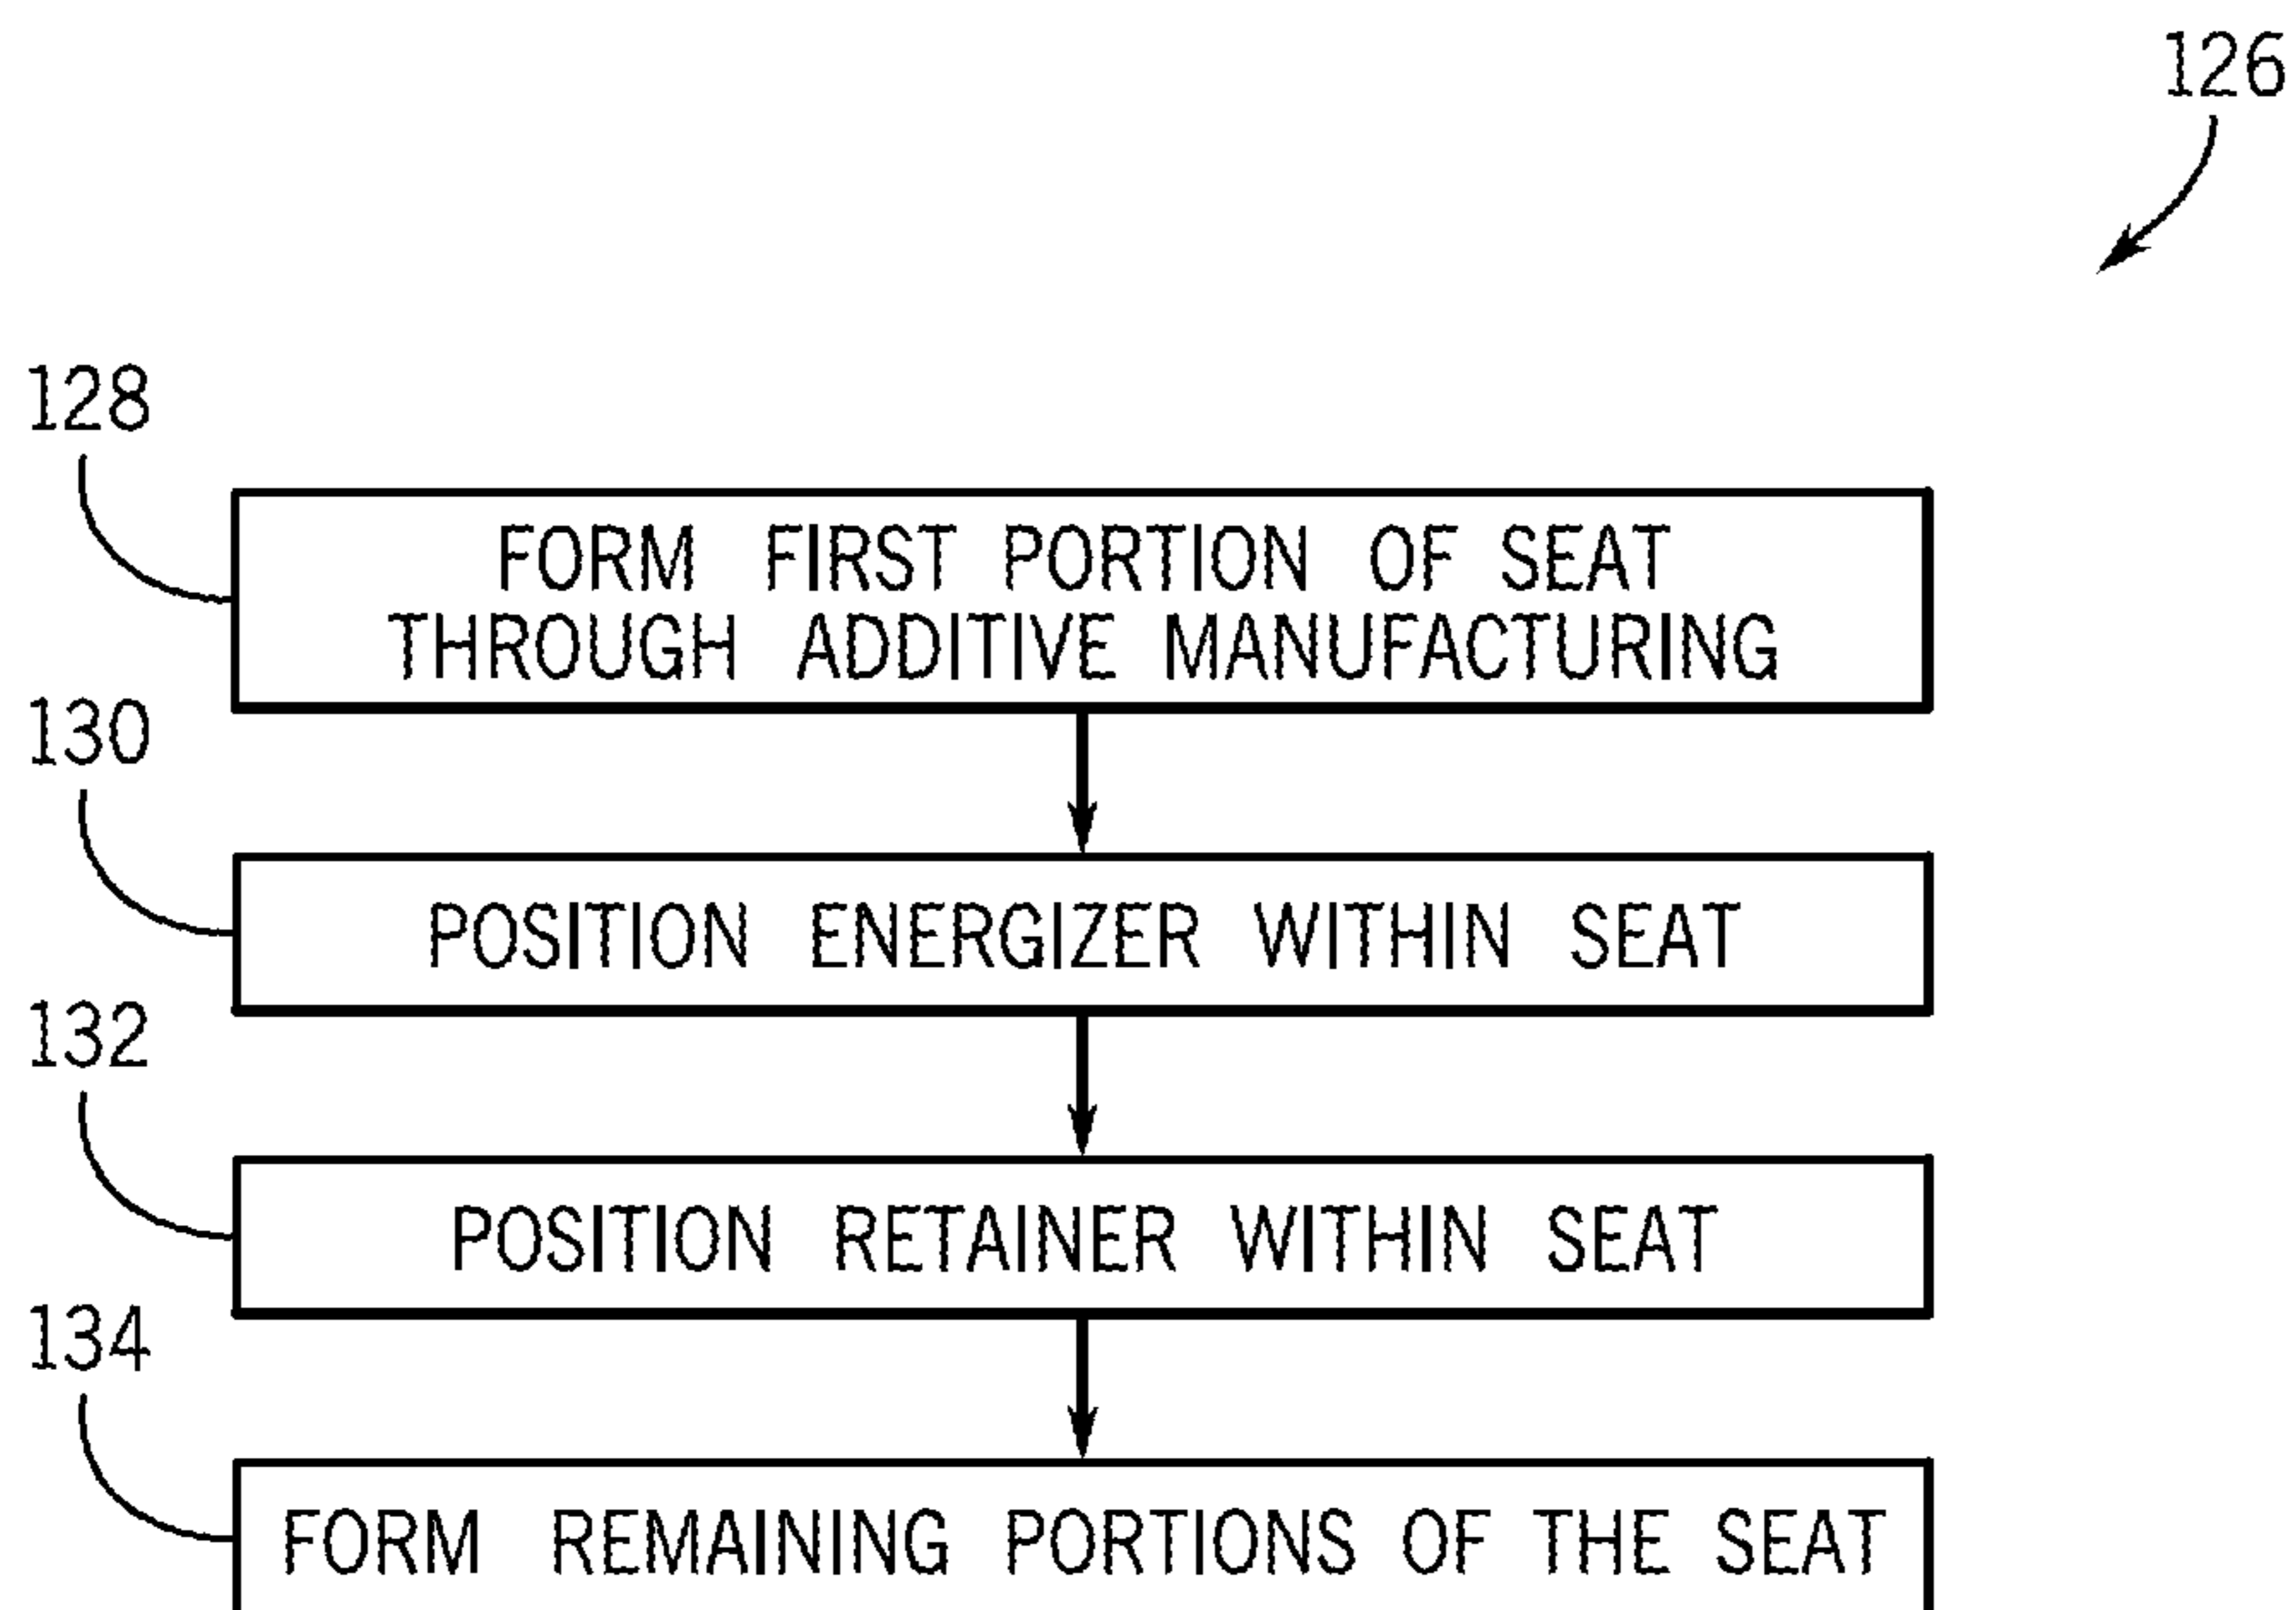 126
128
FORM FIRST PORTION OF SEAT
THROUGH ADDITIVE MANUFACTURING
130
POSITION ENERGIZER WITHIN SEAT
132
POSITION RETAINER WITHIN SEAT
134
FORM REMAINING PORTIONS OF THE SEAT